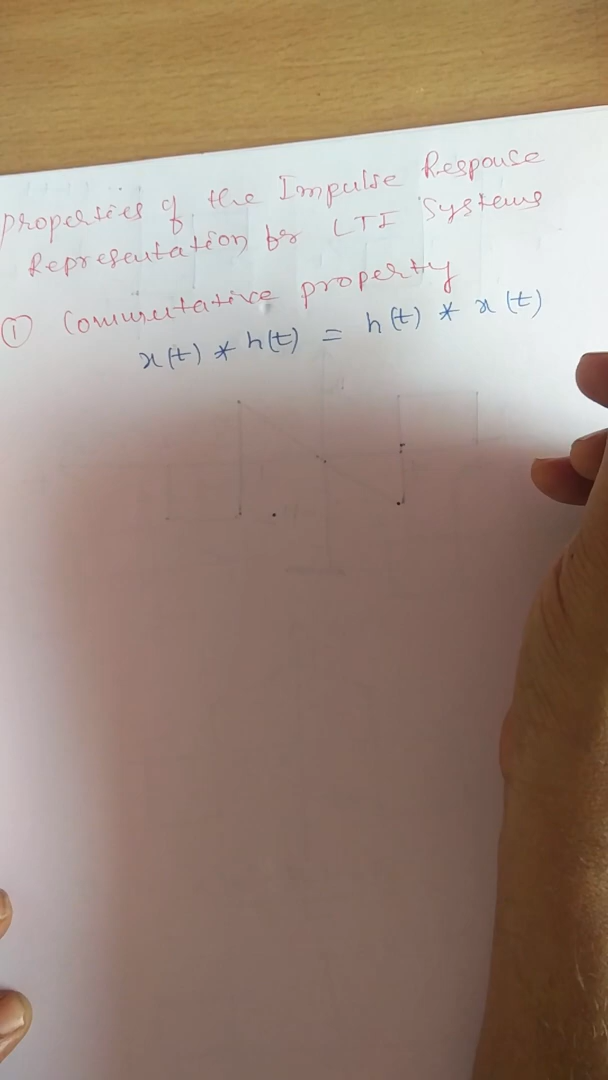 properties of the Impulse Response
Representation for LTI Systems
① Commutative property
x(t) * h(t) = h(t) * x(t)